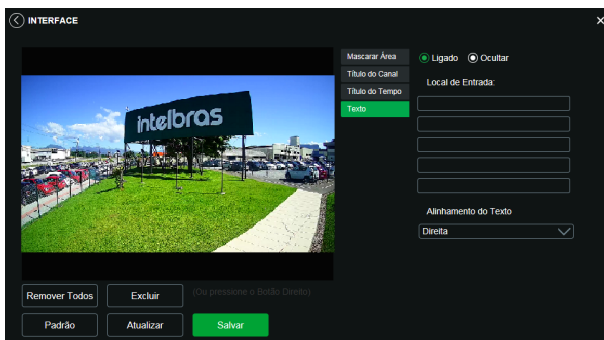 INTERFACE
intelbras
Mascarar Área
Título do Canal
Título do Tempo
Texto
Ligado
Ocultar
Local de Entrada:
Alinhamento do Texto
Direita
Remover Todos
Excluir
(Ou pressione o Botão Direito)
Padrão
Atualizar
Salvar